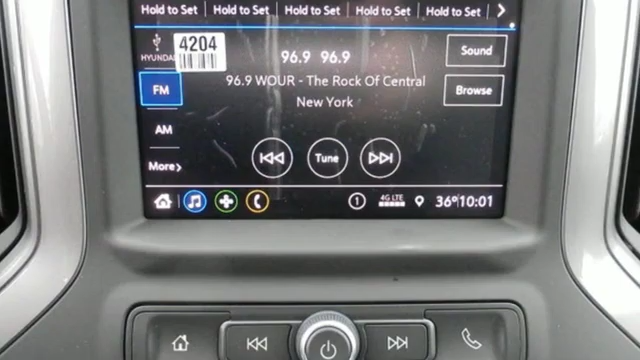 Hold to Set Hold to Set Hold to Set Hold to Set Hold to Set
HYUNDAI 4204 96.9 96.9 Sound
FM 96.9 WOUR - The Rock Of Central Browse
New York
AM
More Tune
1 4G LTE 36° 10:01